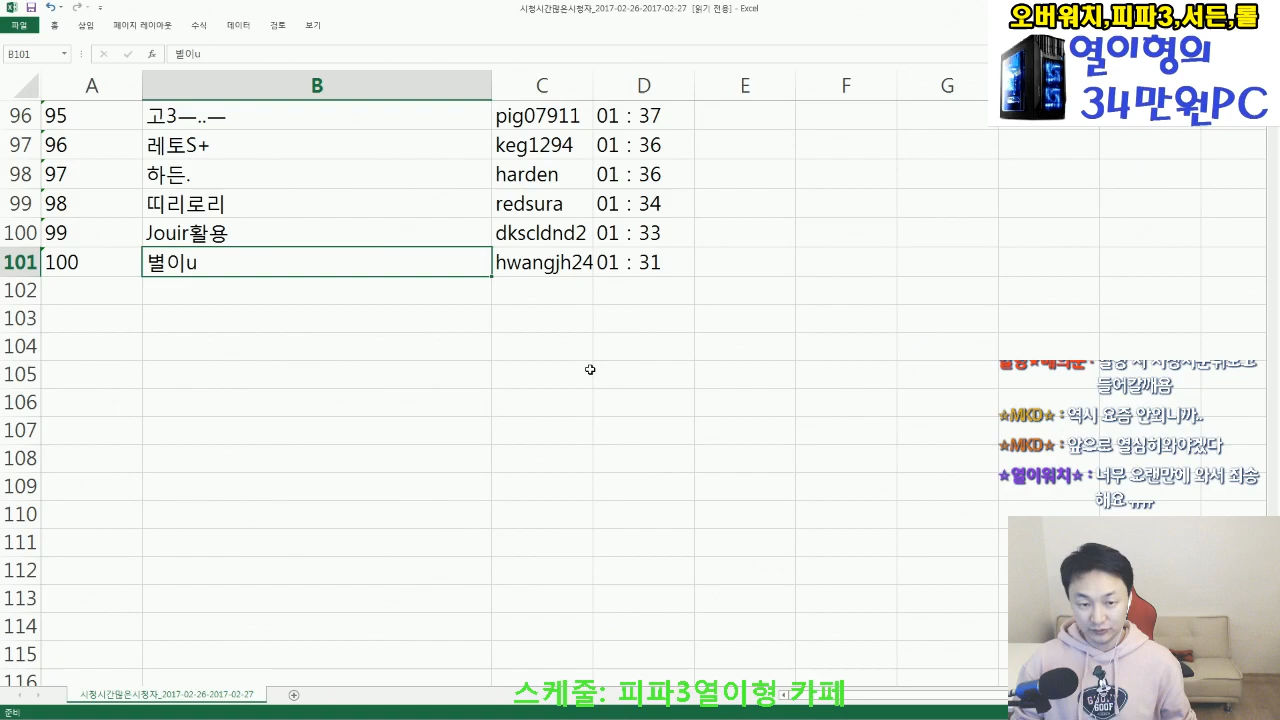 시청시간많은시청자_2017-02-26-2017-02-27 [읽기 전용] - Excel
파일 홈 삽입 페이지 레이아웃 수식 데이터 검토 보기
B101 fx 별이u
A B C D E F G
96 95 고3ㅡ..ㅡ pig07911 01 : 37
97 96 레토S+ keg1294 01 : 36
98 97 하든. harden 01 : 36
99 98 띠리로리 redsura 01 : 34
100 99 Jouir활용 dkscldnd2 01 : 33
101 100 별이u hwangjh24 01 : 31
102
103
104
105
106
107
108
109
110
111
112
113
114
115
116
오버워치,피파3,서든,롤
열이형의
34만원PC
들어갈깨욤
☆MKD★ : 역시 요즘 안외니까..
☆MKD★ : 앞으로 열심히와야겠다
★열이워치★ : 너무 오랜만에 와서 죄송
해요 ㅠㅠ
G
600F
시청시간많은시청자_2017-02-26-2017-02-27
스케줄: 피파3열이형 카페
준비